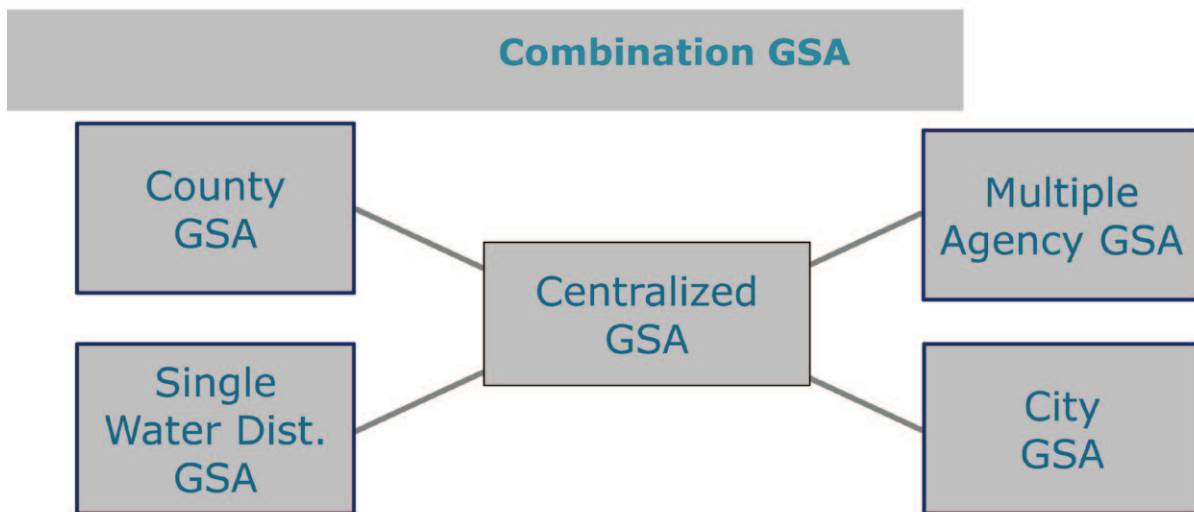 Combination GSA
County
GSA
Multiple
Agency GSA
Centralized
GSA
Single
Water Dist.
GSA
City
GSA